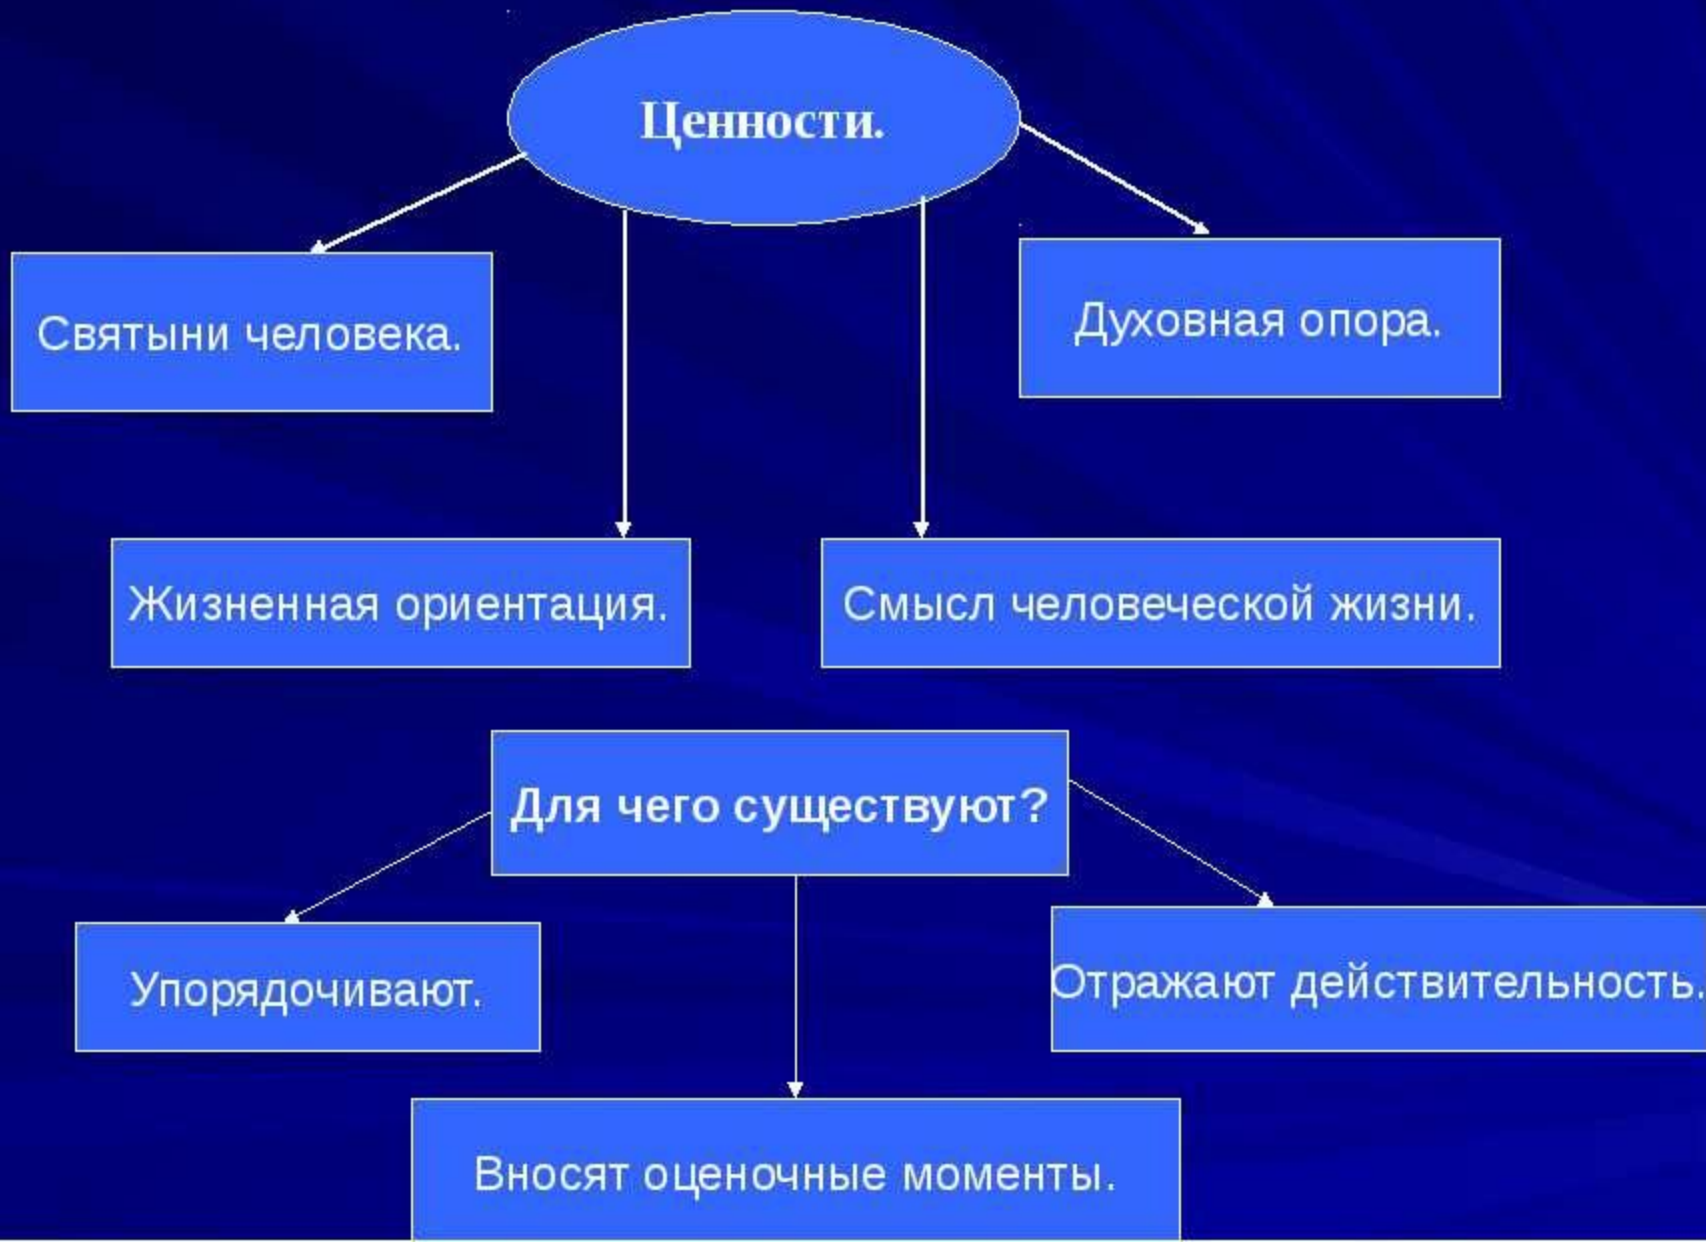 Ценности.
Святыни человека.
Духовная опора.
Жизненная ориентация.
Смысл человеческой жизни.
Для чего существуют?
Упорядочивают.
Отражают действительность.
Вносят оценочные моменты.